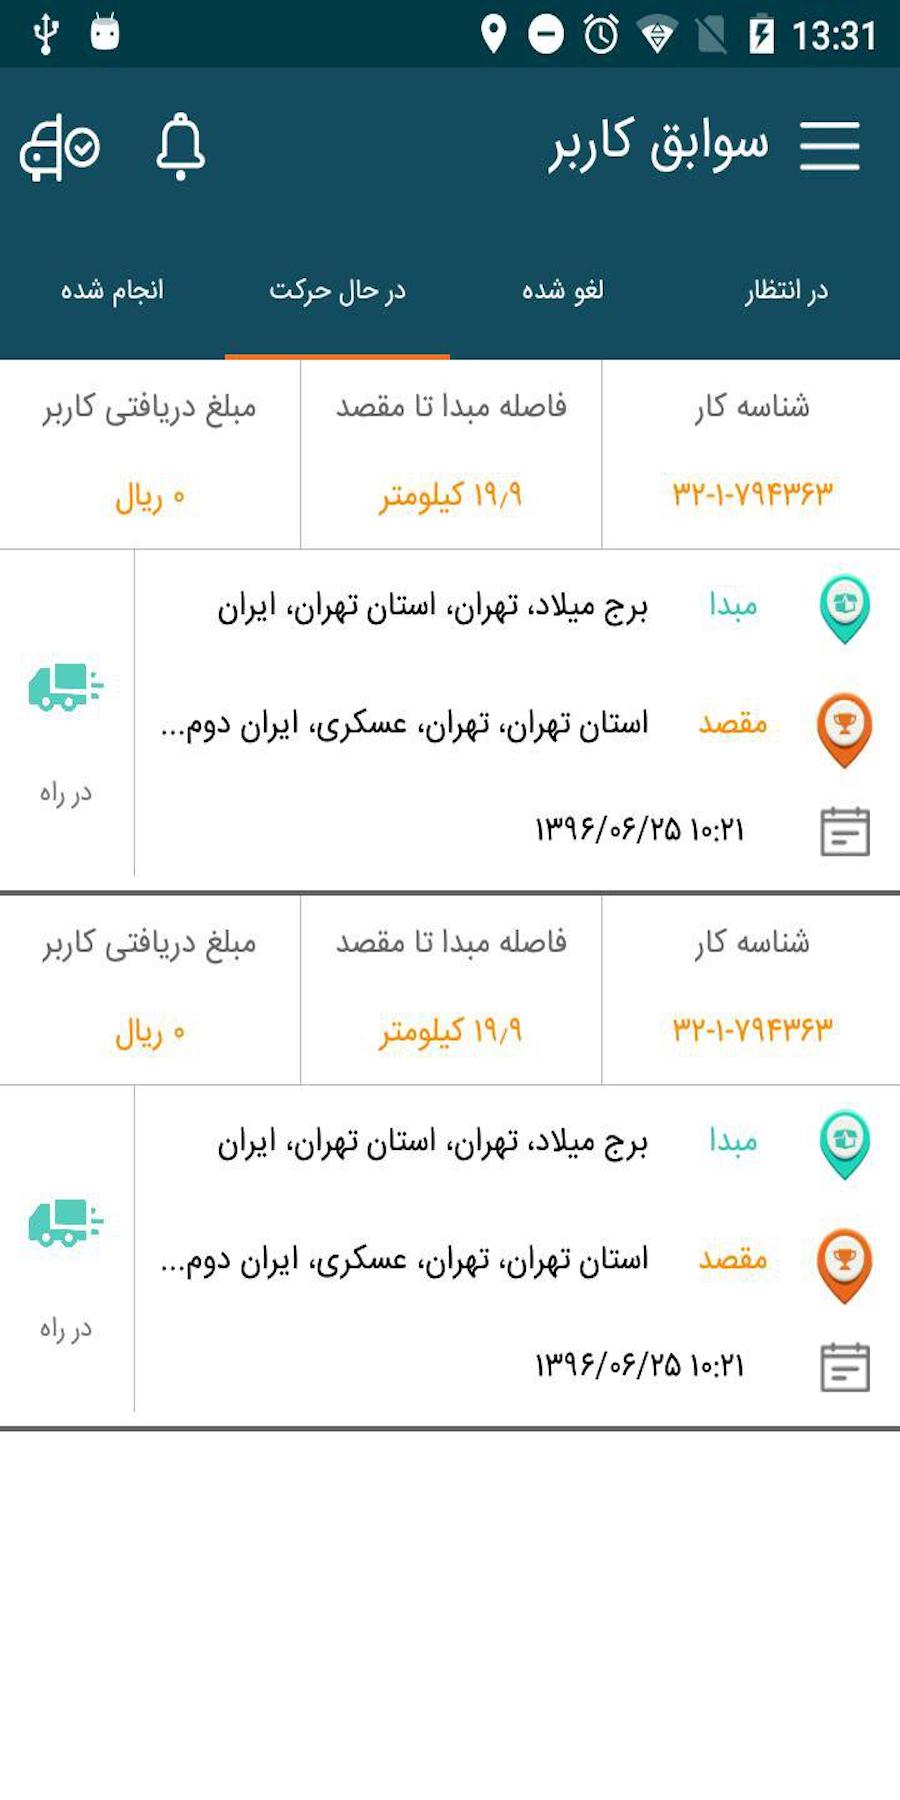 13:31
سوابق کاربر
در انتظار
لغو شده
در حال حرکت
انجام شده
شناسه کار
فاصله مبدا تا مقصد
مبلغ دریافتی کاربر
۳۲-۱-۷۹۴۳۶۳
۱۹٫۹ کیلومتر
۰ ریال
مبدا
برج میلاد، تهران، استان تهران، ایران
مقصد
استان تهران، تهران، عسکری، ایران دوم...
۱۳۹۶/۰۶/۲۵ ۱۰:۲۱
در راه
شناسه کار
فاصله مبدا تا مقصد
مبلغ دریافتی کاربر
۳۲-۱-۷۹۴۳۶۳
۱۹٫۹ کیلومتر
۰ ریال
مبدا
برج میلاد، تهران، استان تهران، ایران
مقصد
استان تهران، تهران، عسکری، ایران دوم...
۱۳۹۶/۰۶/۲۵ ۱۰:۲۱
در راه